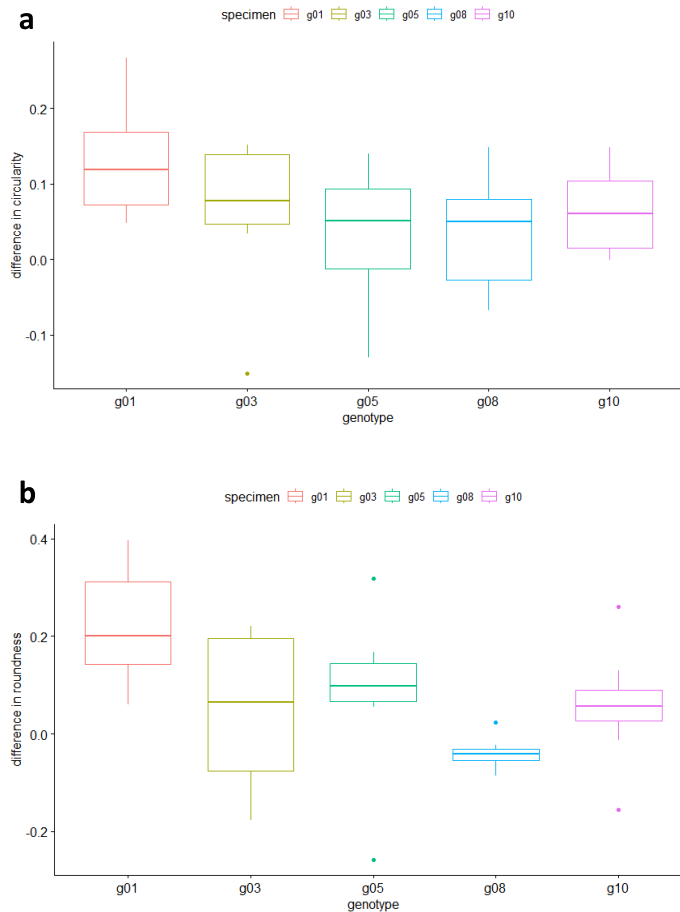 a
specimen g01 g03 g05 g08 g10
difference in circularity
0.2
0.1
0.0
-0.1
g01 g03 g05 g08 g10
genotype
b
specimen g01 g03 g05 g08 g10
difference in roundness
0.4
0.2
0.0
-0.2
g01 g03 g05 g08 g10
genotype